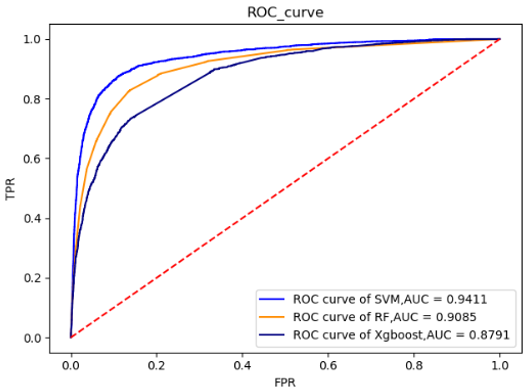 ROC_curve
1.0
0.8
0.6
0.4
0.2
0.0
TPR
ROC curve of SVM,AUC = 0.9411
ROC curve of RF,AUC = 0.9085
ROC curve of Xgboost,AUC = 0.8791
0.0 0.2 0.4 0.6 0.8 1.0
FPR